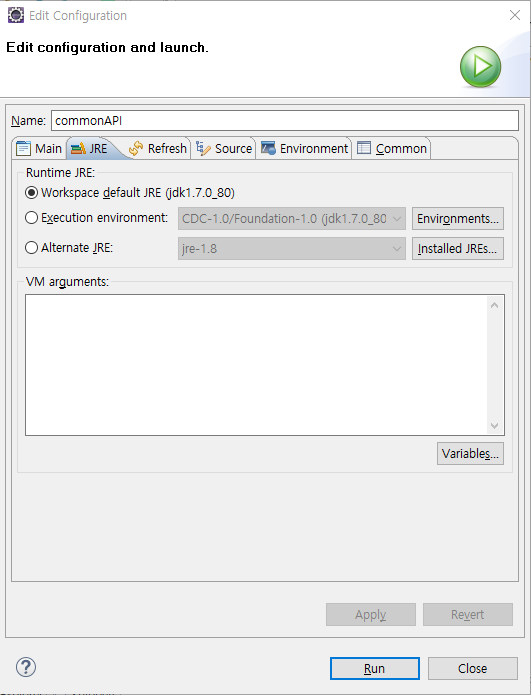 Edit Configuration
Edit configuration and launch.
Name: commonAPI
Main JRE Refresh Source Environment Common
Runtime JRE:
Workspace default JRE (jdk1.7.0_80)
Execution environment: CDC-1.0/Foundation-1.0 (jdk1.7.0_80 Environments...
Alternate JRE: jre-1.8 Installed JREs...
VM arguments:
Variables...
Apply Revert
Run Close